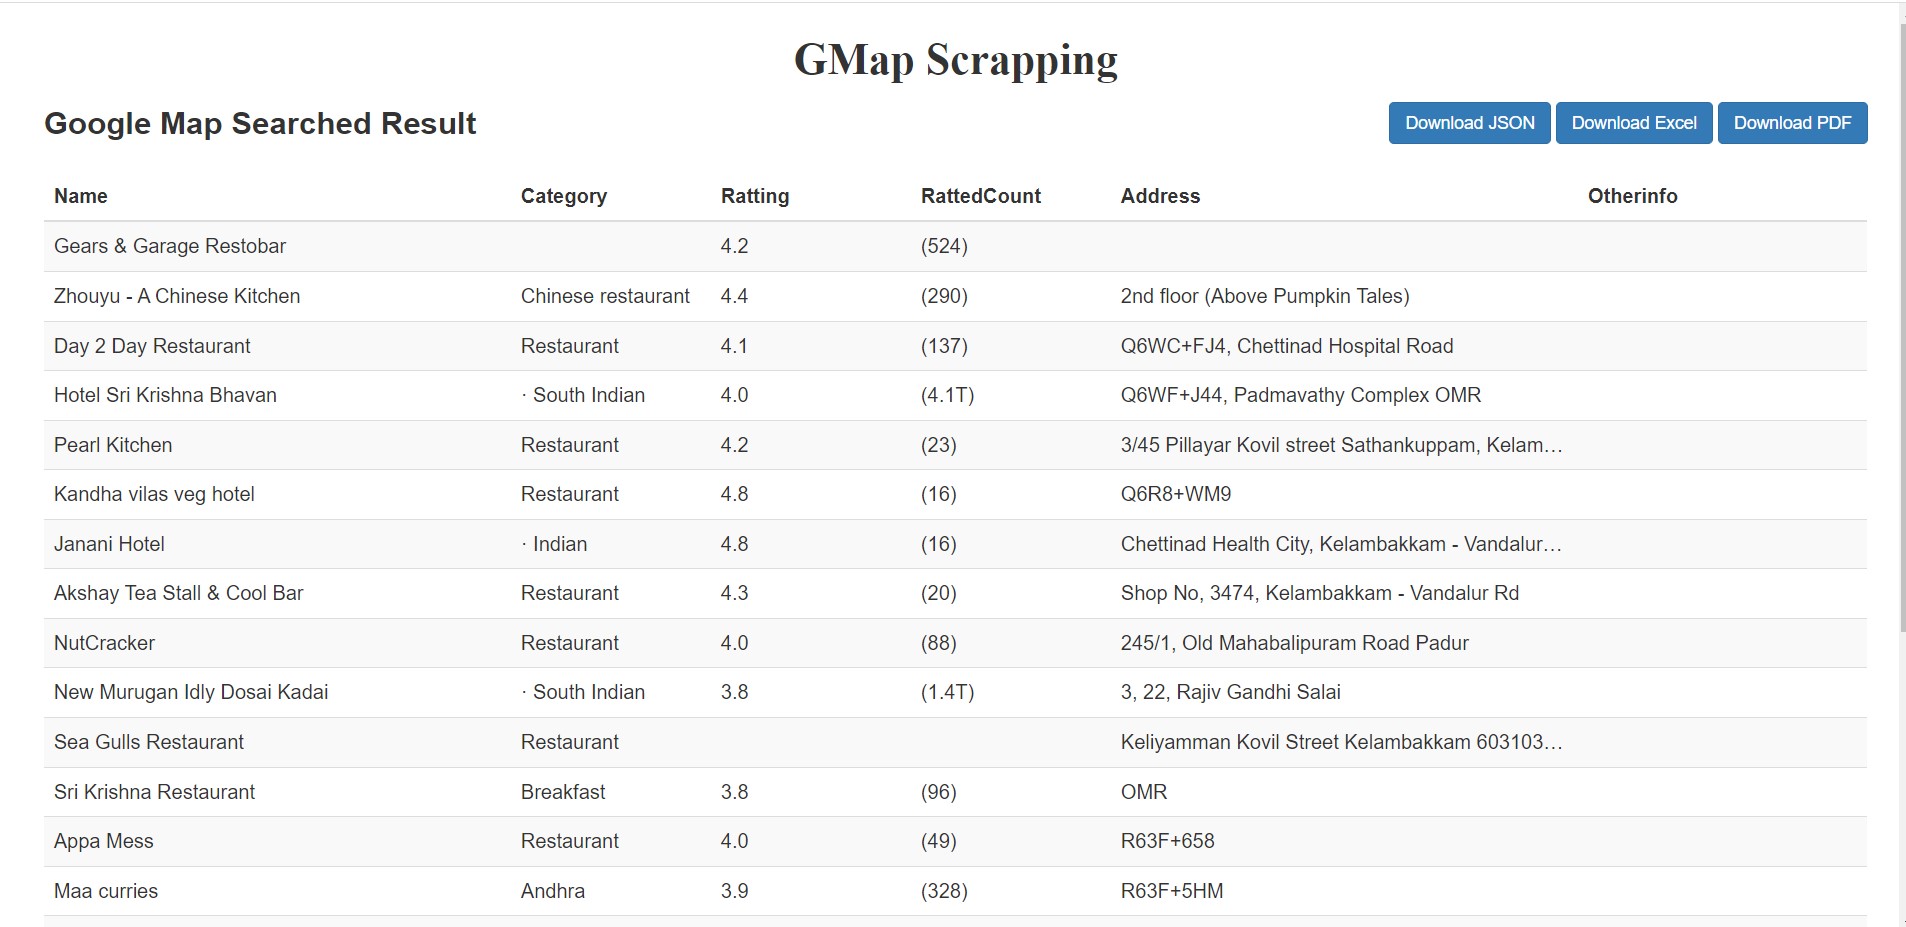 GMap Scrapping
Google Map Searched Result
Download JSON Download Excel Download PDF
Name Category Ratting RattedCount Address Otherinfo
Gears & Garage Restobar 4.2 (524)
Zhouyu - A Chinese Kitchen Chinese restaurant 4.4 (290) 2nd floor (Above Pumpkin Tales)
Day 2 Day Restaurant Restaurant 4.1 (137) Q6WC+FJ4, Chettinad Hospital Road
Hotel Sri Krishna Bhavan · South Indian 4.0 (4.1T) Q6WF+J44, Padmavathy Complex OMR
Pearl Kitchen Restaurant 4.2 (23) 3/45 Pillayar Kovil street Sathankuppam, Kelam…
Kandha vilas veg hotel Restaurant 4.8 (16) Q6R8+WM9
Janani Hotel · Indian 4.8 (16) Chettinad Health City, Kelambakkam - Vandalur…
Akshay Tea Stall & Cool Bar Restaurant 4.3 (20) Shop No, 3474, Kelambakkam - Vandalur Rd
NutCracker Restaurant 4.0 (88) 245/1, Old Mahabalipuram Road Padur
New Murugan Idly Dosai Kadai · South Indian 3.8 (1.4T) 3, 22, Rajiv Gandhi Salai
Sea Gulls Restaurant Restaurant Keliyamman Kovil Street Kelambakkam 603103…
Sri Krishna Restaurant Breakfast 3.8 (96) OMR
Appa Mess Restaurant 4.0 (49) R63F+658
Maa curries Andhra 3.9 (328) R63F+5HM